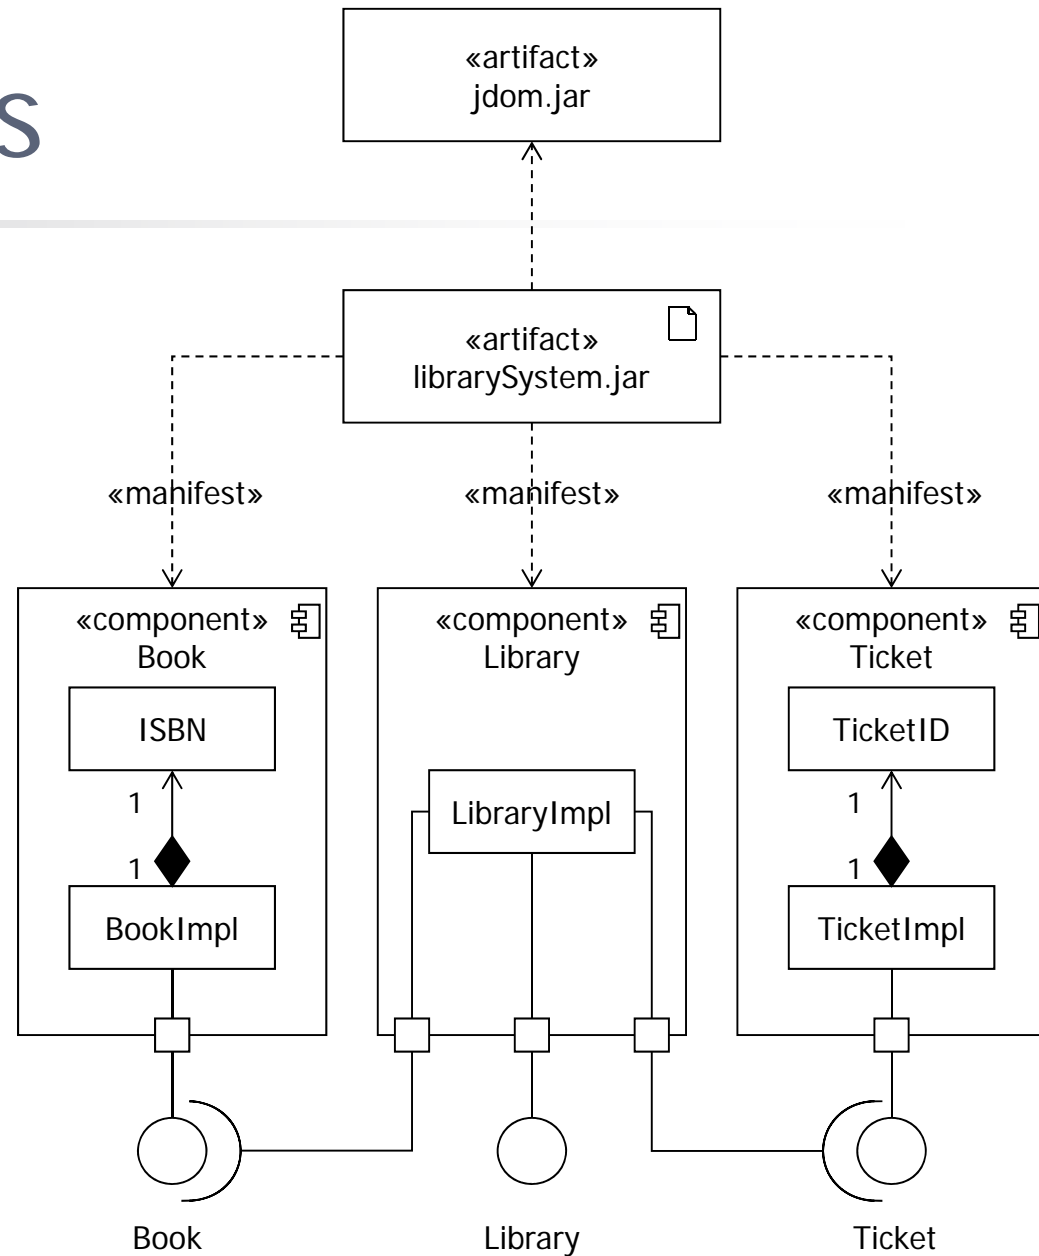 s
«artifact»
jdom.jar
«artifact»
librarySystem.jar
«manifest» «manifest» «manifest»
«component» «component» «component»
Book Library Ticket
ISBN TicketID
1 LibraryImpl 1
1 1
BookImpl TicketImpl
Book Library Ticket